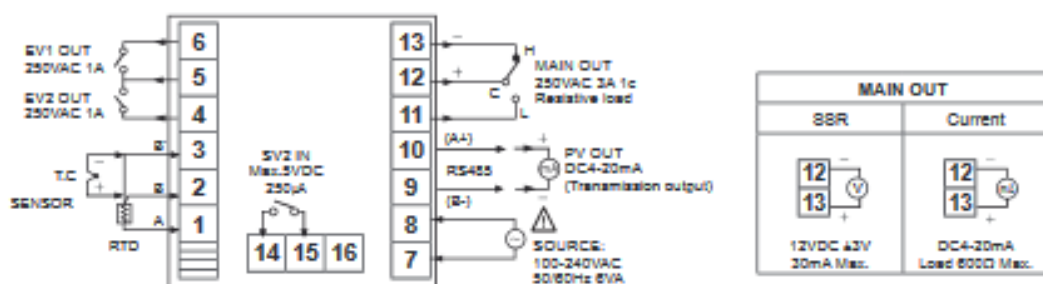 EV1 OUT
250VAC 1A
EV2 OUT
250VAC 1A
6
5
4
3
2
1
B
B
A
T.C
SENSOR
RTD
SV2 IN
Max.5VDC
250µA
14 15 16
13
12
11
10
9
8
7
H
C
L
MAIN OUT
250VAC 3A 1c
Resistive load
(A+)
RS485
(B-)
PV OUT
DC4-20mA
(Transmission output)
SOURCE:
100-240VAC
50/60Hz 6VA
MAIN OUT
SSR Current
12
13
V
12
13
mA
12VDC ±3V
30mA Max.
DC4-20mA
Load 600Ω Max.